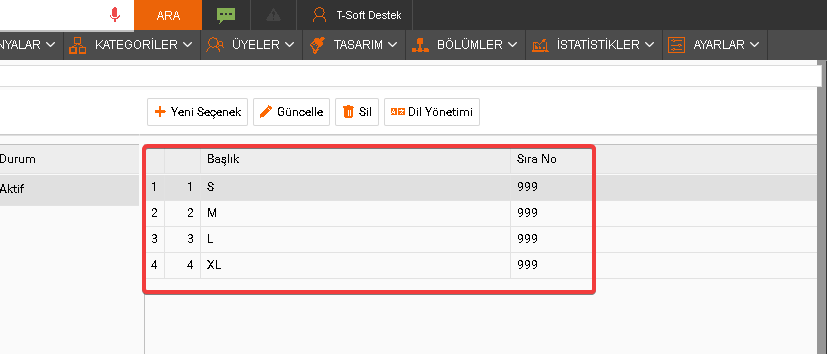 ARA T-Soft Destek
NYALAR KATEGORİLER ÜYELER TASARIM BÖLÜMLER İSTATİSTİKLER AYARLAR
Yeni Seçenek Güncelle Sil Dil Yönetimi
Durum Başlık Sıra No
Aktif 1 1 S 999
2 2 M 999
3 3 L 999
4 4 XL 999